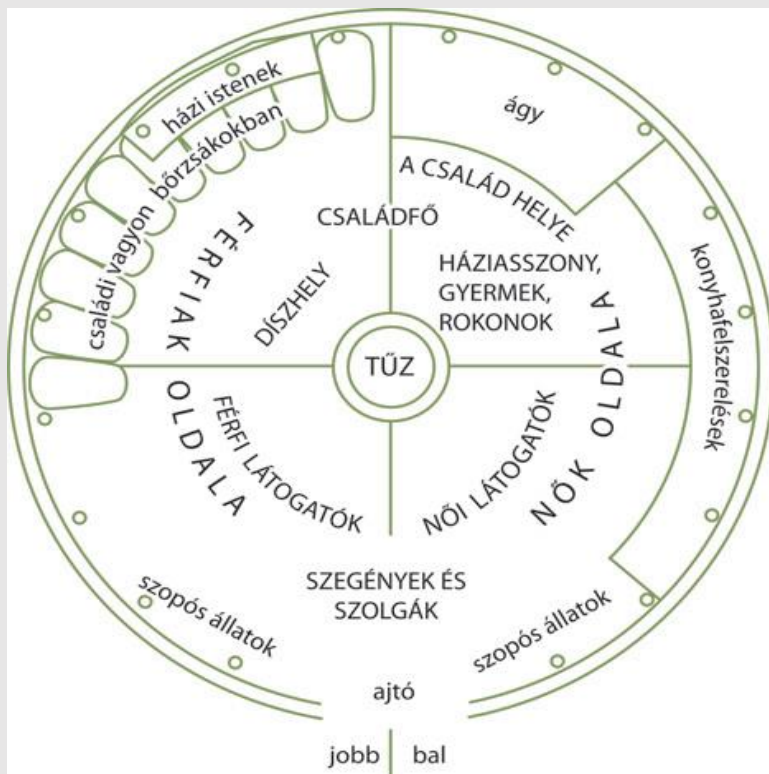 házi istenek
ágy
családi vagyon bőrzsákokban
A CSALÁD HELYE
CSALÁDFŐ
FÉRFIAK OLDALA
DÍSZHELY
HÁZIASSZONY,
GYERMEK,
ROKONOK
konyhafelszerelések
TŰZ
NŐK OLDALA
FÉRFI LÁTOGATÓK
NŐI LÁTOGATÓK
SZEGÉNYEK ÉS
SZOLGÁK
szopós állatok
szopós állatok
ajtó
jobb
bal